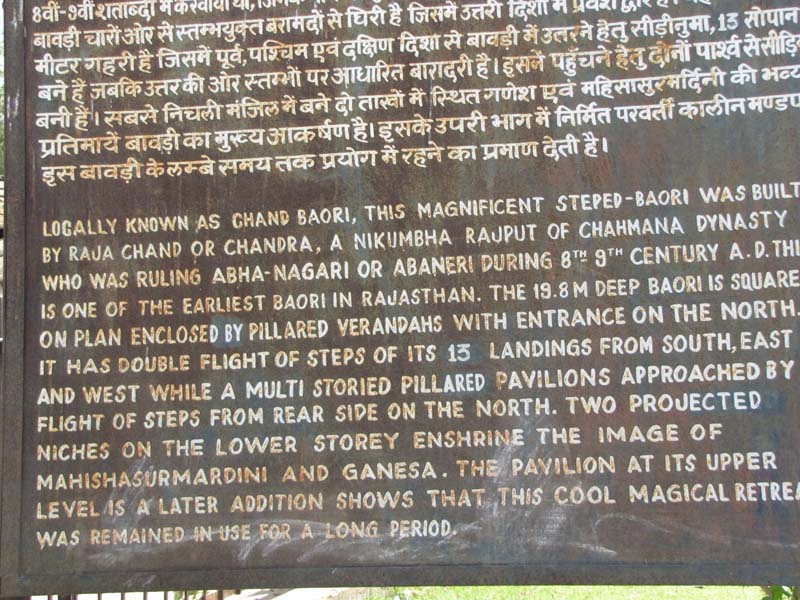 8वीं-9वीं शताब्दी में करवाया था,
बावड़ी चारों ओर से स्तम्भयुक्त बरामदों से घिरी है जिसमें उतरी दिशा में प्रवेश द्वार है।
मीटर गहरी है जिसमें पूर्व, पश्चिम एवं दक्षिण दिशा से बावड़ी में उतरने हेतु सीढ़ीनुमा, 13 सोपान
बने हैं जबकि उत्तर की ओर स्तम्भों पर आधारित बारादरी है। इसमें पहुँचने हेतु दोनों पार्श्व से सीढ़ि
बनी हैं। सबसे निचली मंजिल में बने दो ताखों में स्थित गणेश एवं महिसासुरमर्दिनी की भव्य
प्रतिमायें बावड़ी का मुख्य आकर्षण है। इसके उपरी भाग में निर्मित परवर्ती कालीन मण्डप
इस बावड़ी के लम्बे समय तक प्रयोग में रहने का प्रमाण देती है।
LOCALLY KNOWN AS CHAND BAORI, THIS MAGNIFICENT STEPED-BAORI WAS BUILT
BY RAJA CHAND OR CHANDRA, A NIKUMBHA RAJPUT OF CHAHMANA DYNASTY
WHO WAS RULING ABHA-NAGARI OR ABANERI DURING 8TH 9TH CENTURY A.D. THI
IS ONE OF THE EARLIEST BAORI IN RAJASTHAN. THE 19.8 M DEEP BAORI IS SQUARE
ON PLAN ENCLOSED BY PILLARED VERANDAHS WITH ENTRANCE ON THE NORTH.
IT HAS DOUBLE FLIGHT OF STEPS OF ITS 13 LANDINGS FROM SOUTH, EAST
AND WEST WHILE A MULTI STORIED PILLARED PAVILIONS APPROACHED BY
FLIGHT OF STEPS FROM REAR SIDE ON THE NORTH. TWO PROJECTED
NICHES ON THE LOWER STOREY ENSHRINE THE IMAGE OF
MAHISHASURMARDINI AND GANESA. THE PAVILION AT ITS UPPER
LEVEL IS A LATER ADDITION SHOWS THAT THIS COOL MAGICAL RETREA
WAS REMAINED IN USE FOR A LONG PERIOD.